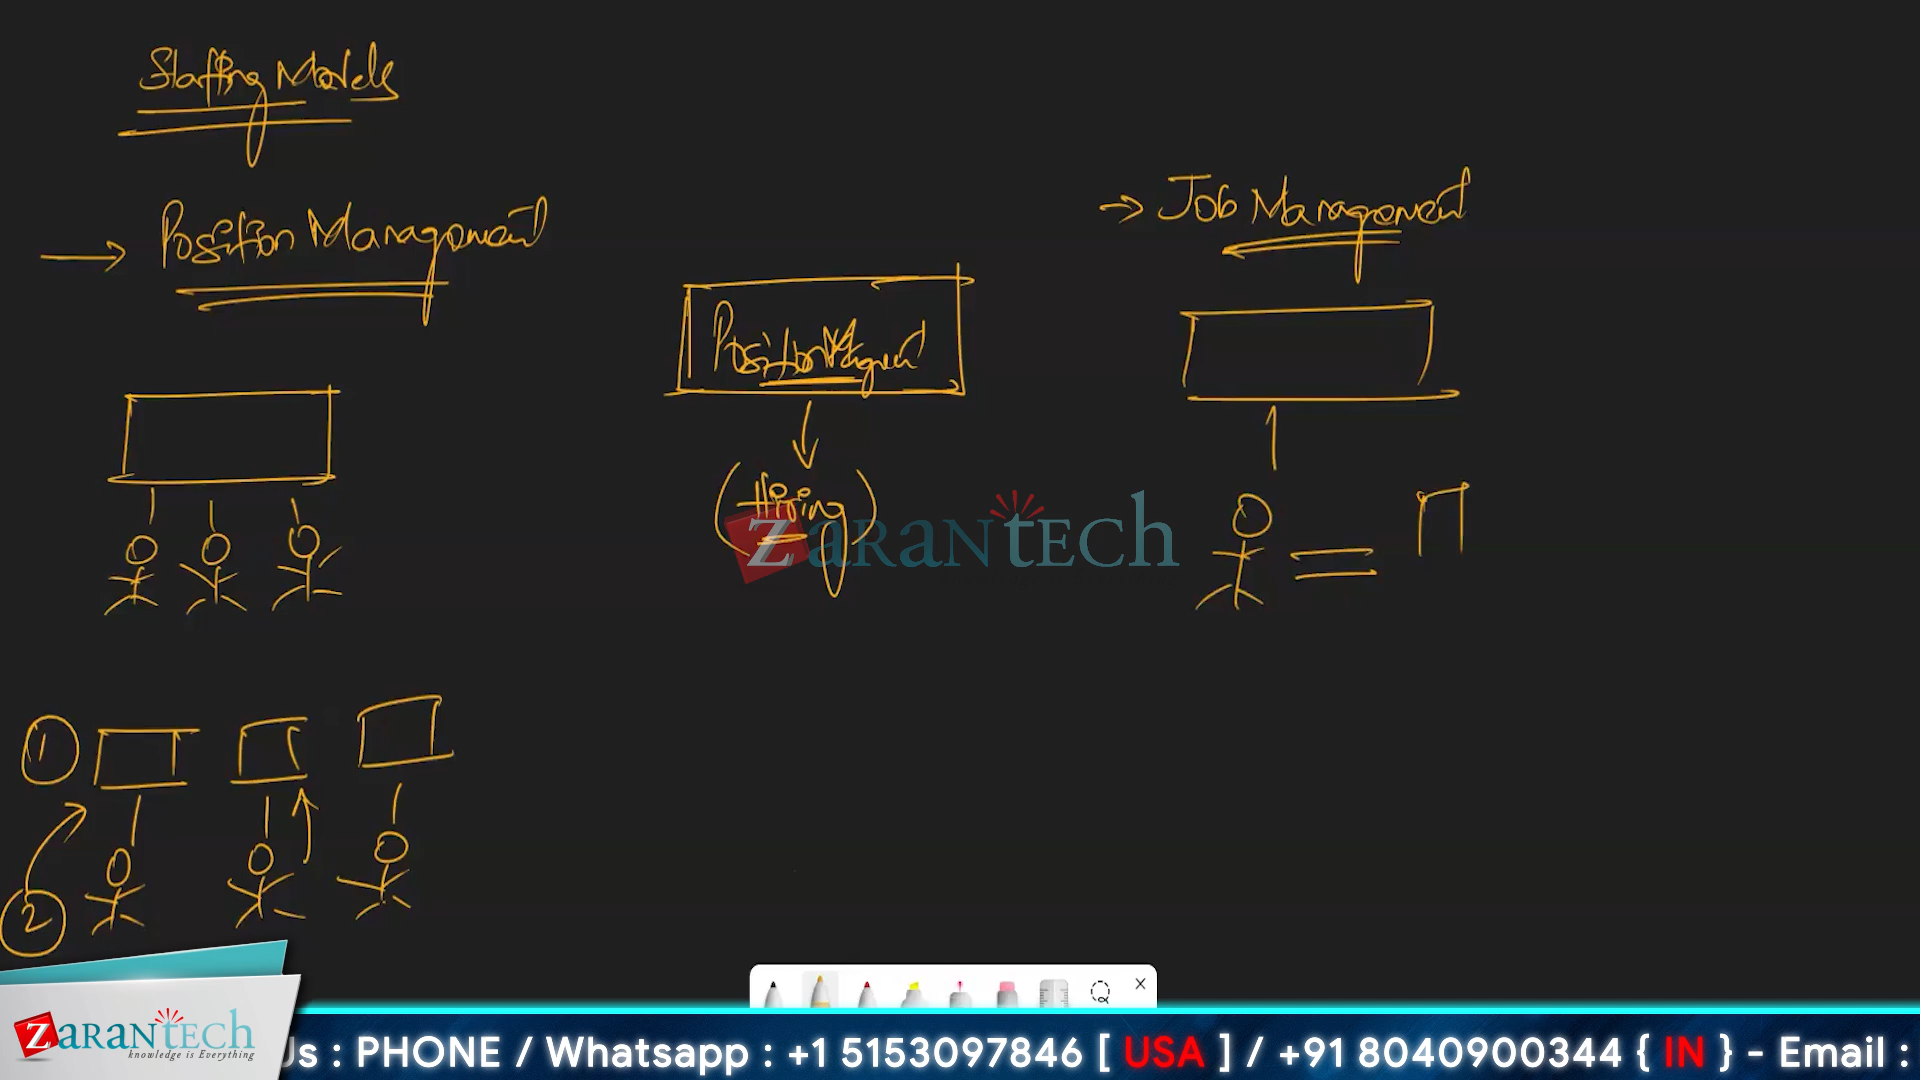 Staffing Models
→ Position Management
→ Job Management
Position Mgment
(Hiring)
ZARANTECH
1
2
ZARANTECH
knowledge is Everything
Us : PHONE / Whatsapp : +1 5153097846 [ USA ] / +91 8040900344 { IN } - Email :